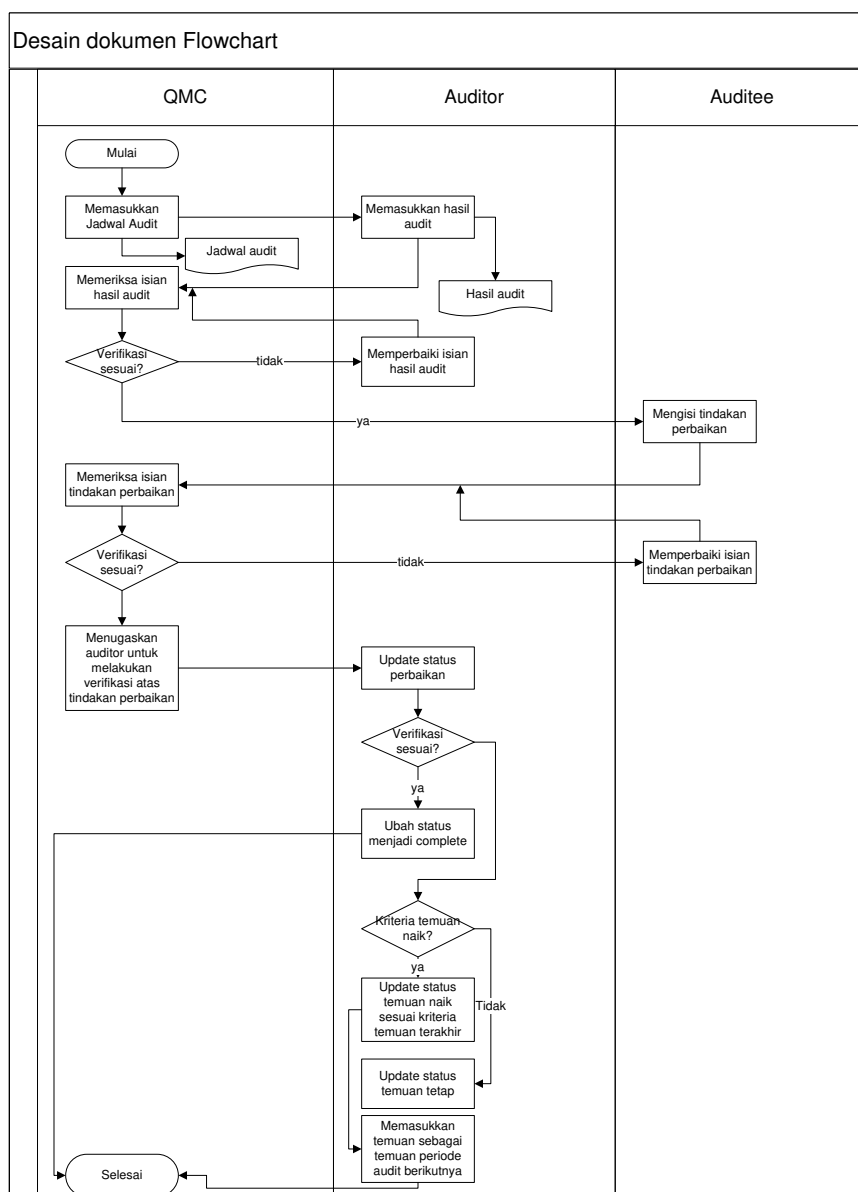 Desain dokumen Flowchart
QMC
Auditor
Auditee
Mulai
Memasukkan
Jadwal Audit
Memasukkan hasil
audit
Jadwal audit
Memeriksa isian
hasil audit
Hasil audit
Verifikasi
sesuai?
tidak
Memperbaiki isian
hasil audit
ya
Mengisi tindakan
perbaikan
Memeriksa isian
tindakan perbaikan
Verifikasi
sesuai?
tidak
Memperbaiki isian
tindakan perbaikan
Menugaskan
auditor untuk
melakukan
verifikasi atas
tindakan perbaikan
Update status
perbaikan
Verifikasi
sesuai?
ya
Ubah status
menjadi complete
Kriteria temuan
naik?
ya
Update status
temuan naik
sesuai kriteria
temuan terakhir
Tidak
Update status
temuan tetap
Memasukkan
temuan sebagai
temuan periode
audit berikutnya
Selesai